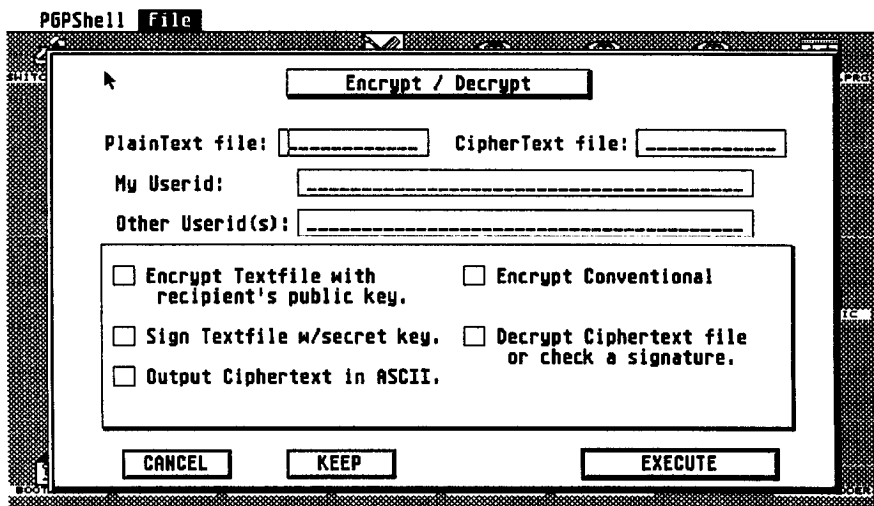 PGPShell File
Encrypt / Decrypt
PlainText file: CipherText file:
My Userid:
Other Userid(s):
Encrypt Textfile with
recipient's public key.
Encrypt Conventional
Sign Textfile w/secret key.
Decrypt Ciphertext file
or check a signature.
Output Ciphertext in ASCII.
CANCEL KEEP EXECUTE